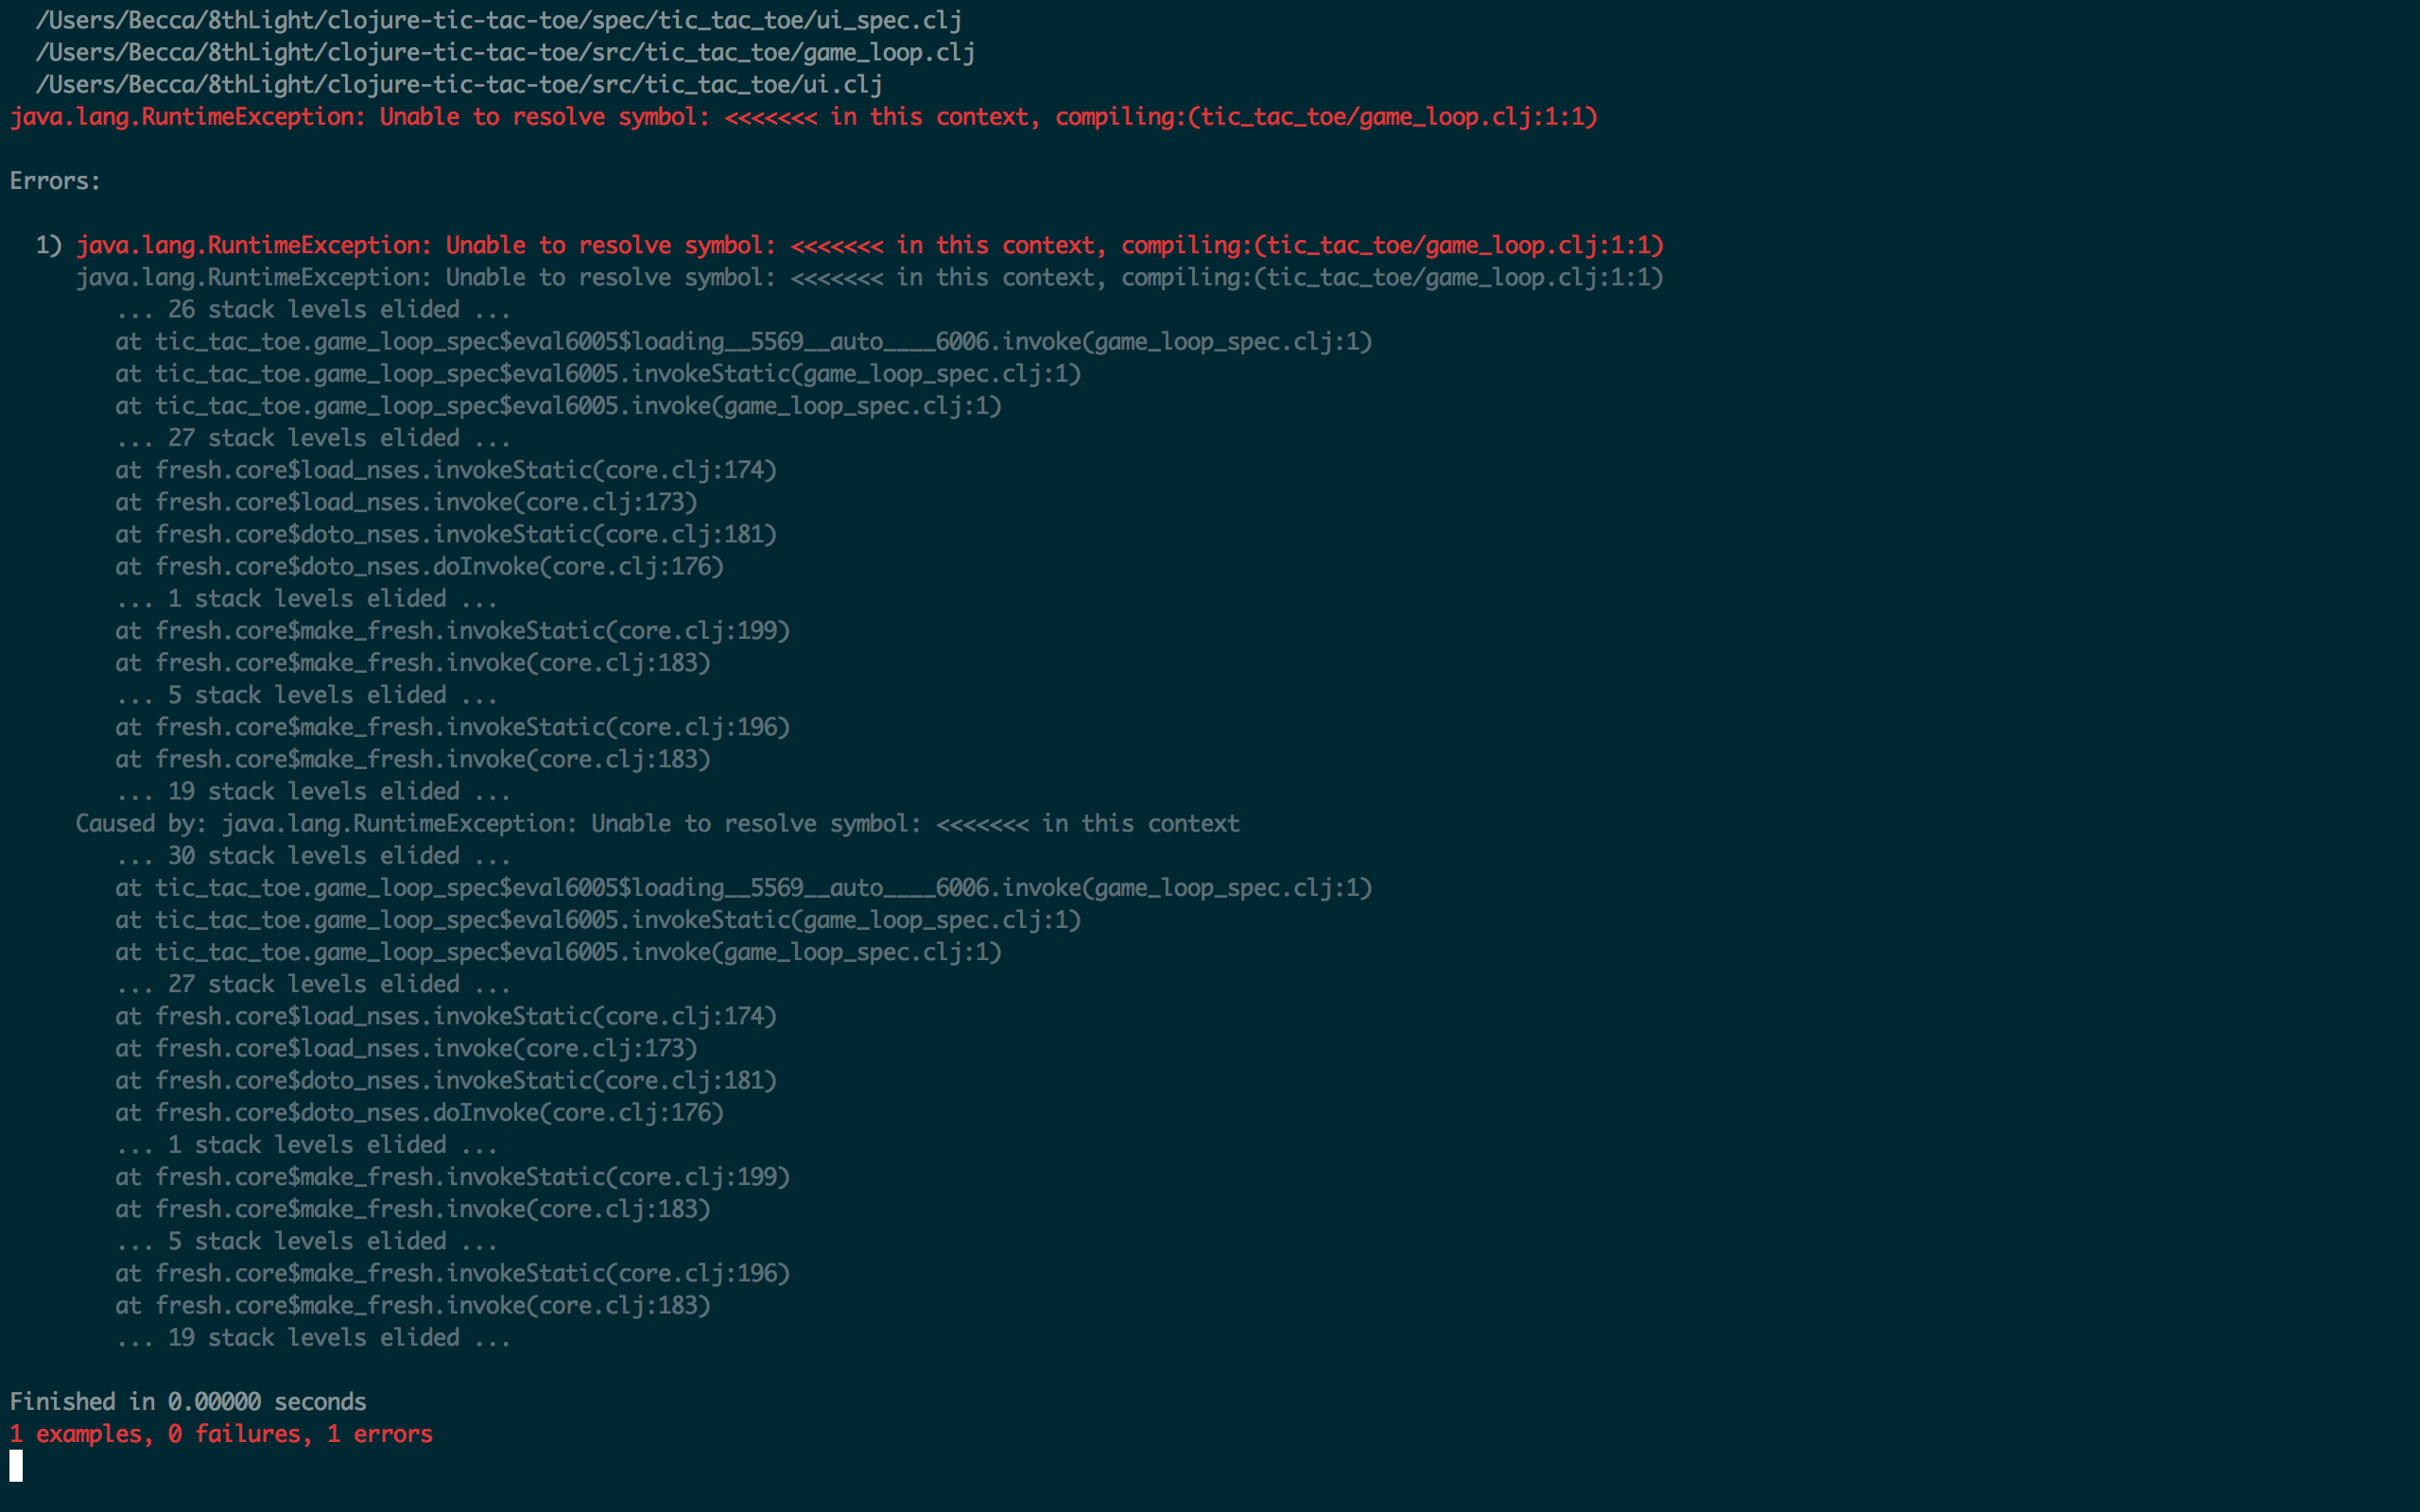 /Users/Becca/8thLight/clojure-tic-tac-toe/spec/tic_tac_toe/ui_spec.clj
/Users/Becca/8thLight/clojure-tic-tac-toe/src/tic_tac_toe/game_loop.clj
/Users/Becca/8thLight/clojure-tic-tac-toe/src/tic_tac_toe/ui.clj
java.lang.RuntimeException: Unable to resolve symbol: <<<<<<< in this context, compiling:(tic_tac_toe/game_loop.clj:1:1)
Errors:
1) java.lang.RuntimeException: Unable to resolve symbol: <<<<<<< in this context, compiling:(tic_tac_toe/game_loop.clj:1:1)
java.lang.RuntimeException: Unable to resolve symbol: <<<<<<< in this context, compiling:(tic_tac_toe/game_loop.clj:1:1)
... 26 stack levels elided ...
at tic_tac_toe.game_loop_spec$eval6005$loading__5569__auto____6006.invoke(game_loop_spec.clj:1)
at tic_tac_toe.game_loop_spec$eval6005.invokeStatic(game_loop_spec.clj:1)
at tic_tac_toe.game_loop_spec$eval6005.invoke(game_loop_spec.clj:1)
... 27 stack levels elided ...
at fresh.core$load_nses.invokeStatic(core.clj:174)
at fresh.core$load_nses.invoke(core.clj:173)
at fresh.core$doto_nses.invokeStatic(core.clj:181)
at fresh.core$doto_nses.doInvoke(core.clj:176)
... 1 stack levels elided ...
at fresh.core$make_fresh.invokeStatic(core.clj:199)
at fresh.core$make_fresh.invoke(core.clj:183)
... 5 stack levels elided ...
at fresh.core$make_fresh.invokeStatic(core.clj:196)
at fresh.core$make_fresh.invoke(core.clj:183)
... 19 stack levels elided ...
Caused by: java.lang.RuntimeException: Unable to resolve symbol: <<<<<<< in this context
... 30 stack levels elided ...
at tic_tac_toe.game_loop_spec$eval6005$loading__5569__auto____6006.invoke(game_loop_spec.clj:1)
at tic_tac_toe.game_loop_spec$eval6005.invokeStatic(game_loop_spec.clj:1)
at tic_tac_toe.game_loop_spec$eval6005.invoke(game_loop_spec.clj:1)
... 27 stack levels elided ...
at fresh.core$load_nses.invokeStatic(core.clj:174)
at fresh.core$load_nses.invoke(core.clj:173)
at fresh.core$doto_nses.invokeStatic(core.clj:181)
at fresh.core$doto_nses.doInvoke(core.clj:176)
... 1 stack levels elided ...
at fresh.core$make_fresh.invokeStatic(core.clj:199)
at fresh.core$make_fresh.invoke(core.clj:183)
... 5 stack levels elided ...
at fresh.core$make_fresh.invokeStatic(core.clj:196)
at fresh.core$make_fresh.invoke(core.clj:183)
... 19 stack levels elided ...
Finished in 0.00000 seconds
1 examples, 0 failures, 1 errors